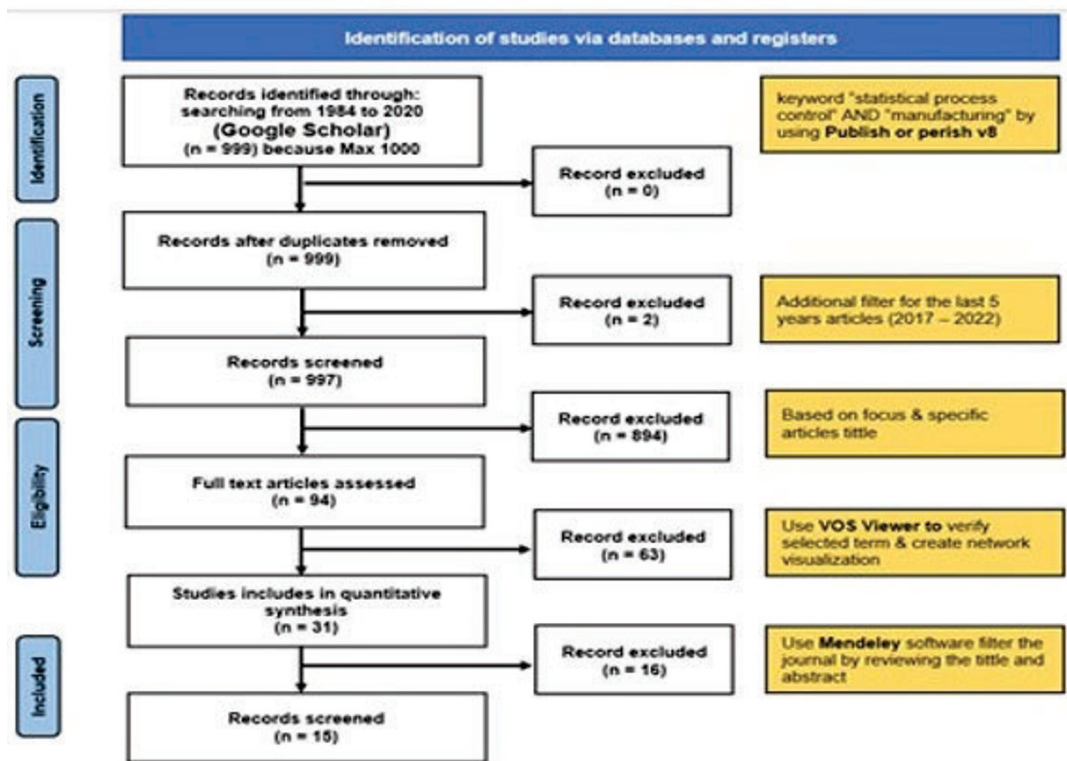 Identification of studies via databases and registers
Identification
Records identified through:
searching from 1984 to 2020
(Google Scholar)
(n = 999) because Max 1000
keyword "statistical process
control" AND "manufacturing" by
using Publish or perish v8
Record excluded
(n = 0)
Screening
Records after duplicates removed
(n = 999)
Record excluded
(n = 2)
Additional filter for the last 5
years articles (2017 – 2022)
Records screened
(n = 997)
Record excluded
(n = 894)
Based on focus & specific
articles tittle
Eligibility
Full text articles assessed
(n = 94)
Record excluded
(n = 63)
Use VOS Viewer to verify
selected term & create network
visualization
Studies includes in quantitative
synthesis
(n = 31)
Included
Record excluded
(n = 16)
Use Mendeley software filter the
journal by reviewing the tittle and
abstract
Records screened
(n = 15)